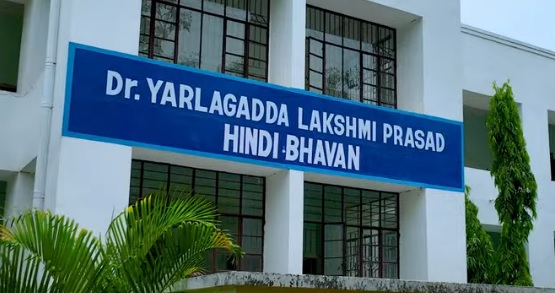 Dr. YARLAGADDA LAKSHMI PRASAD
HINDI BHAVAN